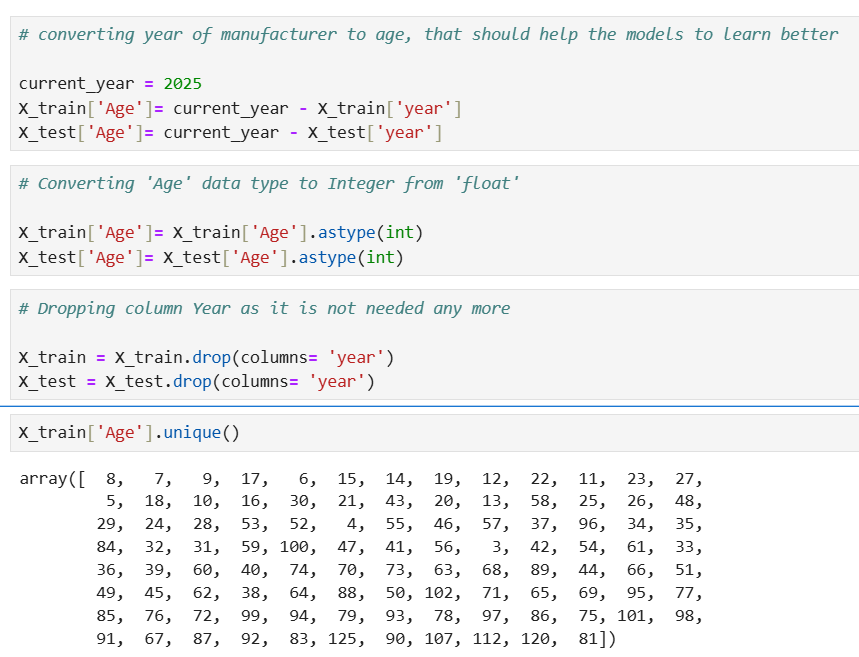 # converting year of manufacturer to age, that should help the models to learn better
current_year = 2025
X_train['Age']= current_year - X_train['year']
X_test['Age']= current_year - X_test['year']
# Converting 'Age' data type to Integer from 'float'
X_train['Age']= X_train['Age'].astype(int)
X_test['Age']= X_test['Age'].astype(int)
# Dropping column Year as it is not needed any more
X_train = X_train.drop(columns= 'year')
X_test = X_test.drop(columns= 'year')
X_train['Age'].unique()
array([  8,   7,   9,  17,   6,  15,  14,  19,  12,  22,  11,  23,  27,
         5,  18,  10,  16,  30,  21,  43,  20,  13,  58,  25,  26,  48,
        29,  24,  28,  53,  52,   4,  55,  46,  57,  37,  96,  34,  35,
        84,  32,  31,  59, 100,  47,  41,  56,   3,  42,  54,  61,  33,
        36,  39,  60,  40,  74,  70,  73,  63,  68,  89,  44,  66,  51,
        49,  45,  62,  38,  64,  88,  50, 102,  71,  65,  69,  95,  77,
        85,  76,  72,  99,  94,  79,  93,  78,  97,  86,  75, 101,  98,
        91,  67,  87,  92,  83, 125,  90, 107, 112, 120,  81])